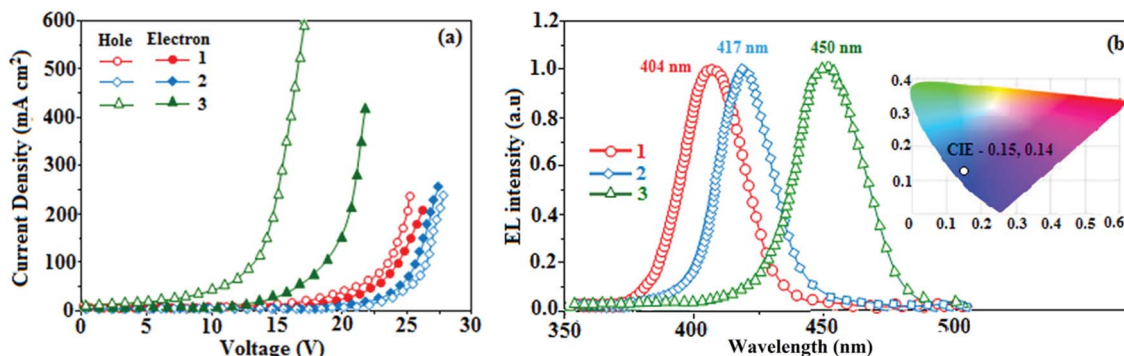 (a)
Hole Electron
1
2
3
600
500
400
300
200
100
0
0 5 10 15 20 25 30
Voltage (V)
Current Density (mA cm²)
(b)
404 nm
417 nm
450 nm
1
2
3
1.2
1.0
0.8
0.6
0.4
0.2
0.0
350 400 450 500
Wavelength (nm)
EL intensity (a.u)
0.4
0.3
0.2
0.1
0 0.1 0.2 0.3 0.4 0.5 0.6
CIE - 0.15, 0.14